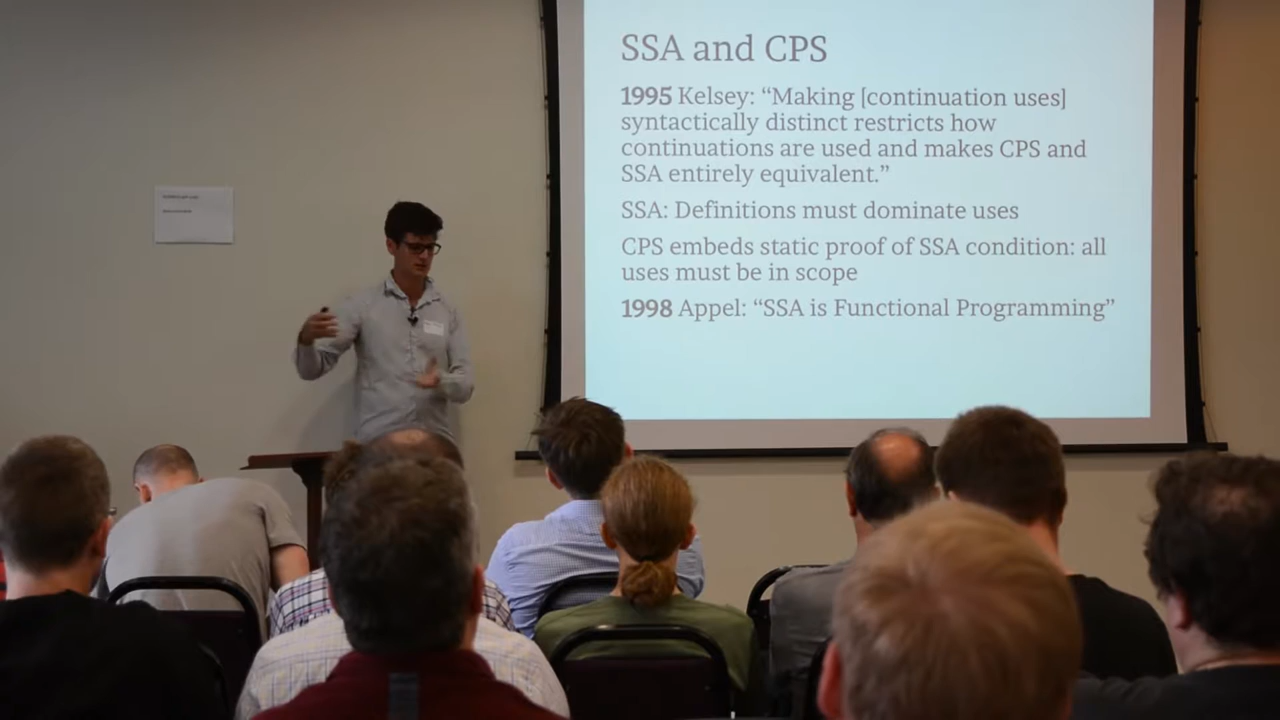 SSA and CPS
1995 Kelsey: “Making [continuation uses]
syntactically distinct restricts how
continuations are used and makes CPS and
SSA entirely equivalent.”
SSA: Definitions must dominate uses
CPS embeds static proof of SSA condition: all
uses must be in scope
1998 Appel: “SSA is Functional Programming”